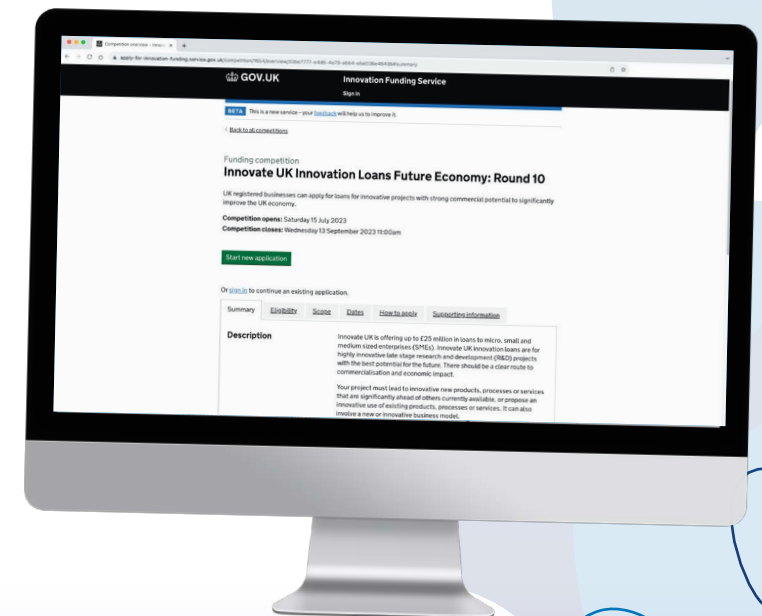 Competition overview - Innov
GOV.UK
Innovation Funding Service
Sign in
BETA This is a new service – your feedback will help us to improve it.
Back to all competitions
Funding competition
Innovate UK Innovation Loans Future Economy: Round 10
UK registered businesses can apply for loans for innovative projects with strong commercial potential to significantly
improve the UK economy.
Competition opens: Saturday 15 July 2023
Competition closes: Wednesday 13 September 2023 11:00am
Start new application
Or sign in to continue an existing application.
Summary Eligibility Scope Dates How to apply Supporting information
Description
Innovate UK is offering up to £25 million in loans to micro, small and
medium sized enterprises (SMEs). Innovate UK innovation loans are for
highly innovative late stage research and development (R&D) projects
with the best potential for the future. There should be a clear route to
commercialisation and economic impact.
Your project must lead to innovative new products, processes or services
that are significantly ahead of others currently available, or propose an
innovative use of existing products, processes or services. It can also
involve a new or innovative business model.